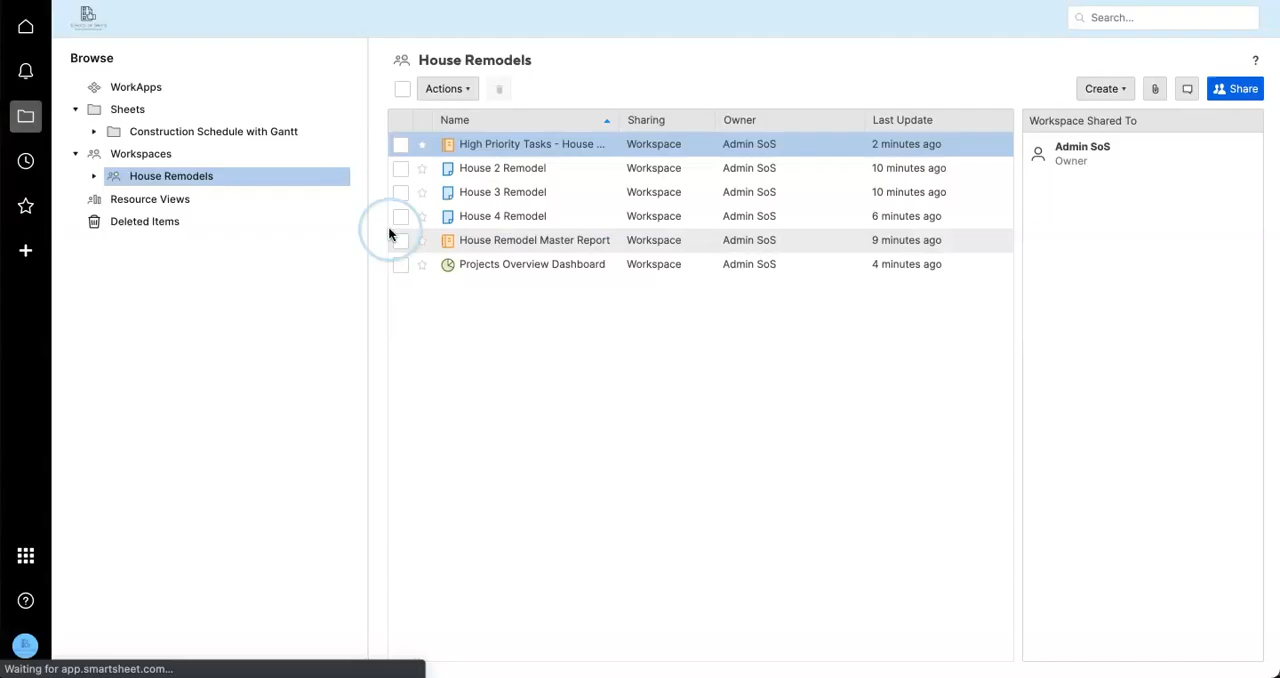 Search...
Browse
WorkApps
Sheets
Construction Schedule with Gantt
Workspaces
House Remodels
Resource Views
Deleted Items
House Remodels
?
Actions
Create
Share
Name Sharing Owner Last Update
High Priority Tasks - House ... Workspace Admin SoS 2 minutes ago
House 2 Remodel Workspace Admin SoS 10 minutes ago
House 3 Remodel Workspace Admin SoS 10 minutes ago
House 4 Remodel Workspace Admin SoS 6 minutes ago
House Remodel Master Report Workspace Admin SoS 9 minutes ago
Projects Overview Dashboard Workspace Admin SoS 4 minutes ago
Workspace Shared To
Admin SoS
Owner
Waiting for app.smartsheet.com...